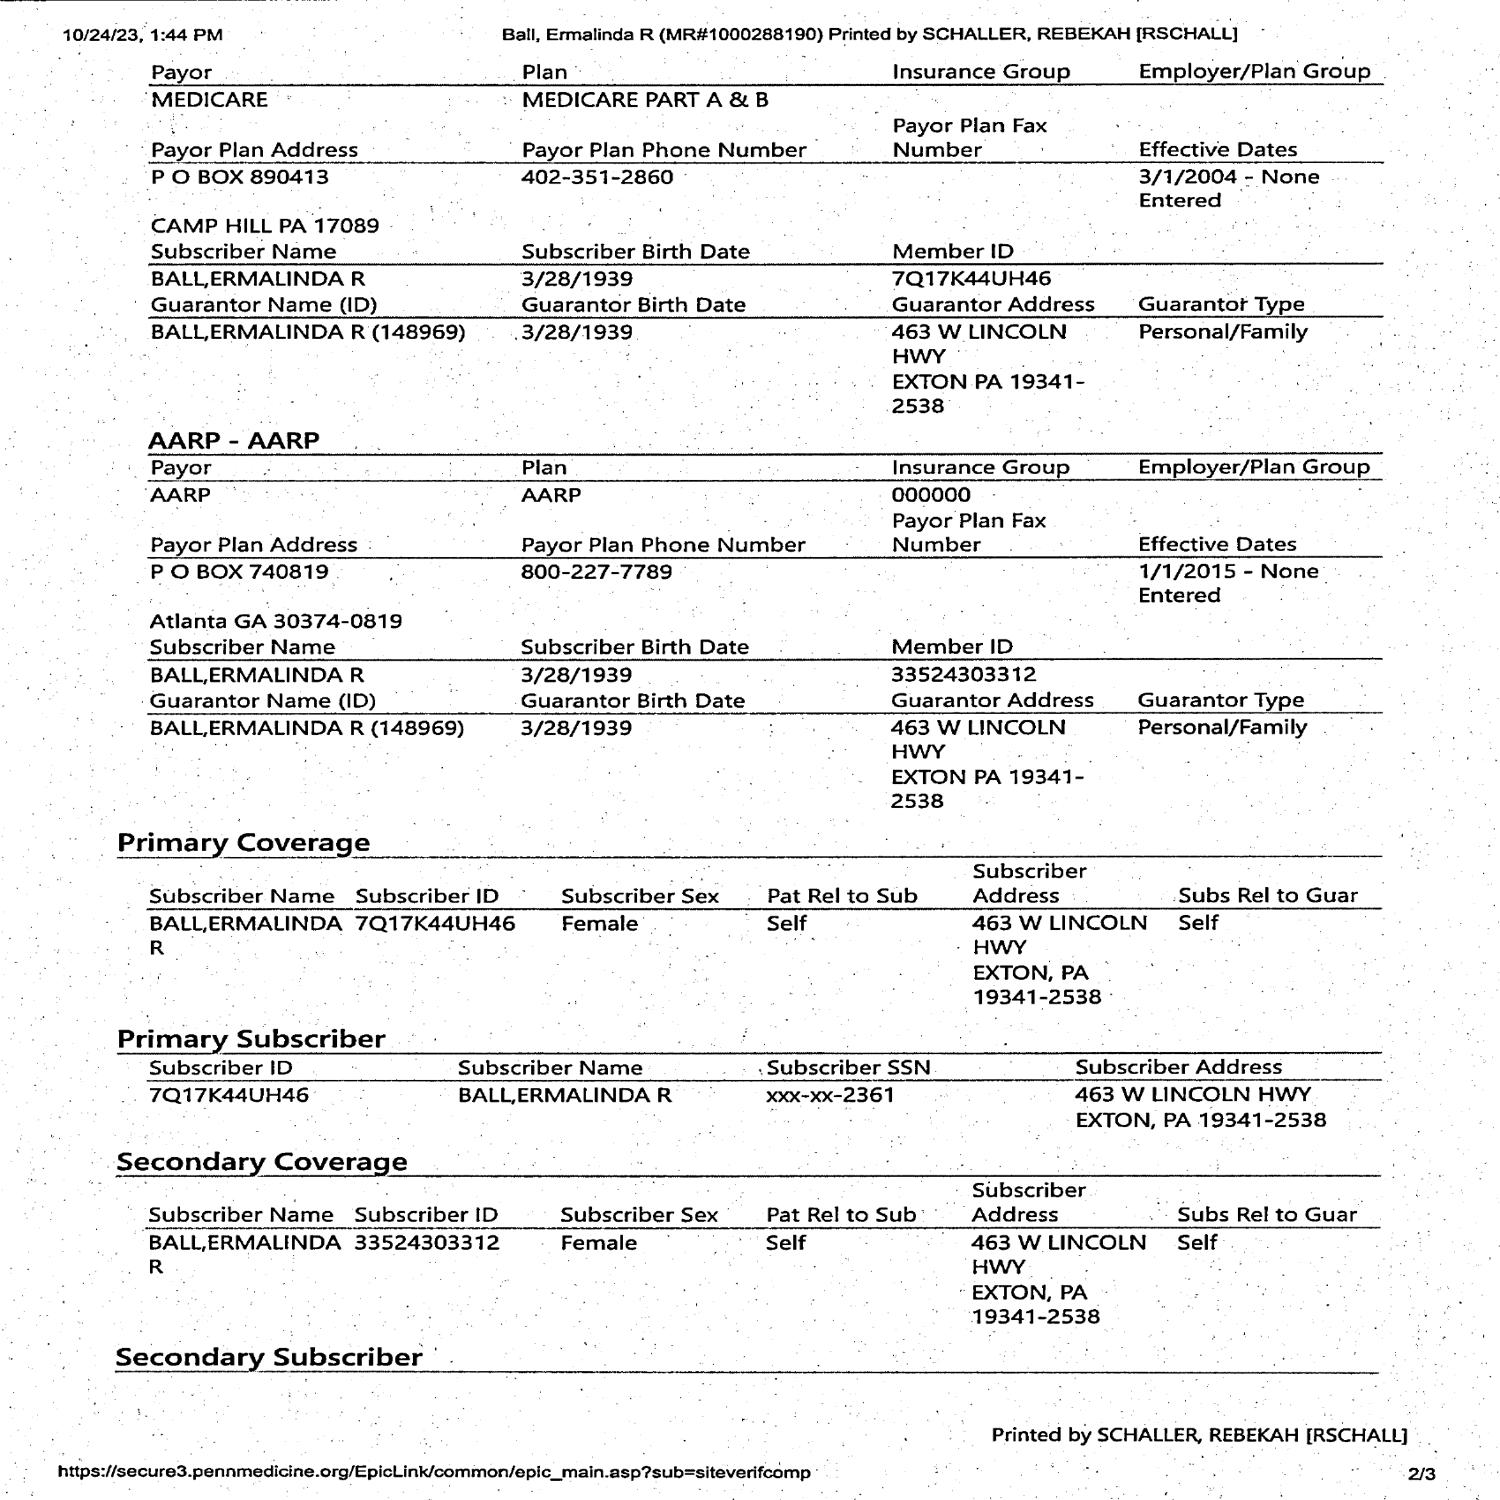 10/24/23, 1:44 PM Ball, Ermalinda R (MR#1000288190) Printed by SCHALLER, REBEKAH [RSCHALL]
Payor Plan Insurance Group Employer/Plan Group
MEDICARE MEDICARE PART A & B
Payor Plan Fax
Payor Plan Address Payor Plan Phone Number Number Effective Dates
P O BOX 890413 402-351-2860 3/1/2004 - None
Entered
CAMP HILL PA 17089
Subscriber Name Subscriber Birth Date Member ID
BALL,ERMALINDA R 3/28/1939 7Q17K44UH46
Guarantor Name (ID) Guarantor Birth Date Guarantor Address Guarantor Type
BALL,ERMALINDA R (148969) 3/28/1939 463 W LINCOLN Personal/Family
HWY
EXTON PA 19341-
2538
AARP - AARP
Payor Plan Insurance Group Employer/Plan Group
AARP AARP 000000
Payor Plan Fax
Payor Plan Address Payor Plan Phone Number Number Effective Dates
P O BOX 740819 800-227-7789 1/1/2015 - None
Entered
Atlanta GA 30374-0819
Subscriber Name Subscriber Birth Date Member ID
BALL,ERMALINDA R 3/28/1939 33524303312
Guarantor Name (ID) Guarantor Birth Date Guarantor Address Guarantor Type
BALL,ERMALINDA R (148969) 3/28/1939 463 W LINCOLN Personal/Family
HWY
EXTON PA 19341-
2538
Primary Coverage
Subscriber
Subscriber Name Subscriber ID Subscriber Sex Pat Rel to Sub Address Subs Rel to Guar
BALL,ERMALINDA 7Q17K44UH46 Female Self 463 W LINCOLN Self
R HWY
EXTON, PA
19341-2538
Primary Subscriber
Subscriber ID Subscriber Name Subscriber SSN Subscriber Address
7Q17K44UH46 BALL,ERMALINDA R xxx-xx-2361 463 W LINCOLN HWY
EXTON, PA 19341-2538
Secondary Coverage
Subscriber
Subscriber Name Subscriber ID Subscriber Sex Pat Rel to Sub Address Subs Rel to Guar
BALL,ERMALINDA 33524303312 Female Self 463 W LINCOLN Self
R HWY
EXTON, PA
19341-2538
Secondary Subscriber
Printed by SCHALLER, REBEKAH [RSCHALL]
https://secure3.pennmedicine.org/EpicLink/common/epic_main.asp?sub=siteverifcomp 2/3